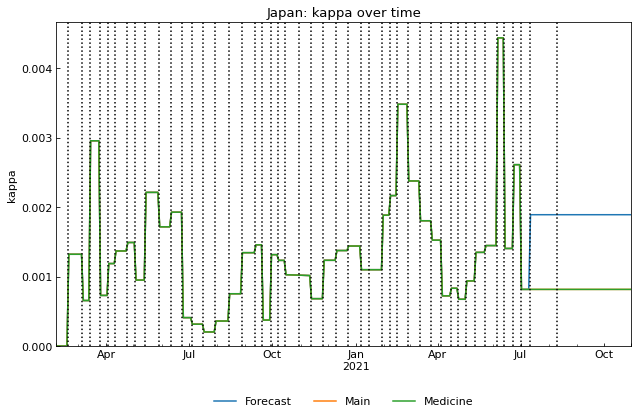 Japan: kappa over time
kappa
0.004
0.003
0.002
0.001
0.000
Apr Jul Oct Jan Apr Jul Oct
2021
Forecast Main Medicine